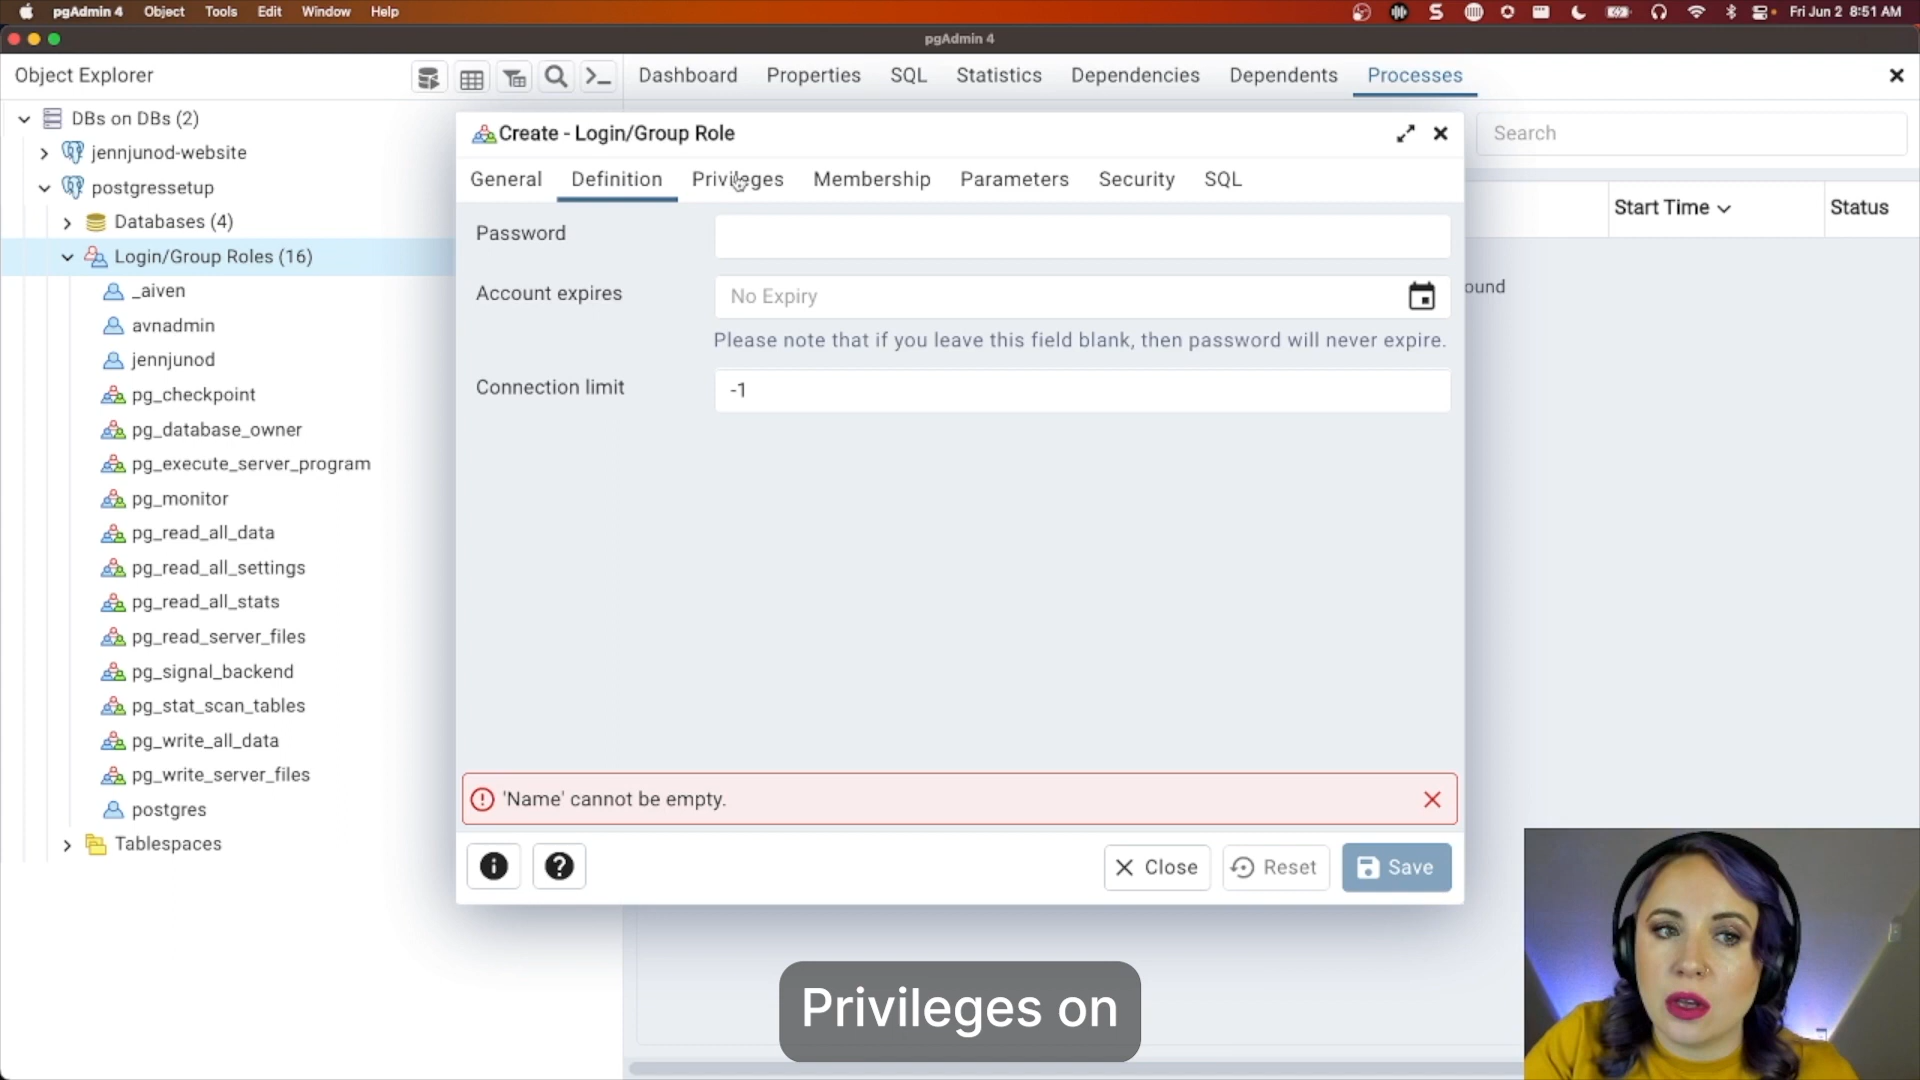 pgAdmin 4 Object Tools Edit Window Help
Fri Jun 2 8:51 AM
pgAdmin 4
Object Explorer
Dashboard Properties SQL Statistics Dependencies Dependents Processes
DBs on DBs (2)
jennjunod-website
postgressetup
Databases (4)
Login/Group Roles (16)
_aiven
avnadmin
jennjunod
pg_checkpoint
pg_database_owner
pg_execute_server_program
pg_monitor
pg_read_all_data
pg_read_all_settings
pg_read_all_stats
pg_read_server_files
pg_signal_backend
pg_stat_scan_tables
pg_write_all_data
pg_write_server_files
postgres
Tablespaces
Create - Login/Group Role
General Definition Privileges Membership Parameters Security SQL
Password
Account expires
No Expiry
Please note that if you leave this field blank, then password will never expire.
Connection limit
-1
'Name' cannot be empty.
Close Reset Save
Search
Start Time Status
ound
Privileges on